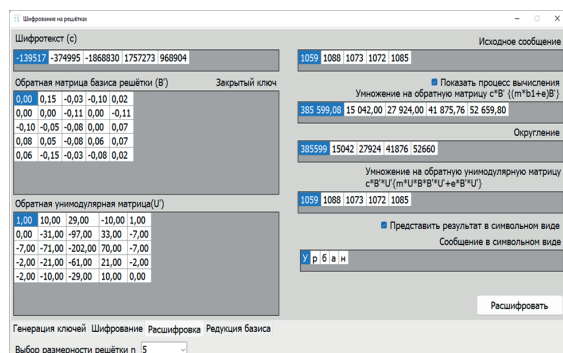 Шифрование на решётках
Шифротекст (с)
-139517 -374995 -1868830 1757273 968904
Обратная матрица базиса решётки (B') Закрытый ключ
0,00 0,15 -0,03 -0,10 0,02
0,00 0,00 -0,11 0,00 -0,11
-0,10 -0,05 -0,08 0,00 0,07
0,08 0,05 -0,08 0,06 0,07
0,06 -0,15 -0,03 -0,08 0,02
Обратная унимодулярная матрица(U')
1,00 10,00 29,00 -10,00 1,00
0,00 -31,00 -97,00 33,00 -7,00
-7,00 -71,00 -202,00 70,00 -7,00
-2,00 -21,00 -61,00 21,00 -2,00
-2,00 -10,00 -29,00 10,00 0,00
Исходное сообщение
1059 1088 1073 1072 1085
Показать процесс вычисления
Умножение на обратную матрицу c*B' {(m*b1+e)B'}
385 599,08 15 042,00 27 924,00 41 875,76 52 659,80
Округление
385599 15042 27924 41876 52660
Умножение на обратную унимодулярную матрицу
c*B'*U'{m*U*B*B'*U'+e*B'*U'}
1059 1088 1073 1072 1085
Представить результат в символьном виде
Сообщение в символьном виде
У р б а н
Расшифровать
Генерация ключей Шифрование Расшифровка Редукция базиса
Выбор размерности решётки n 5